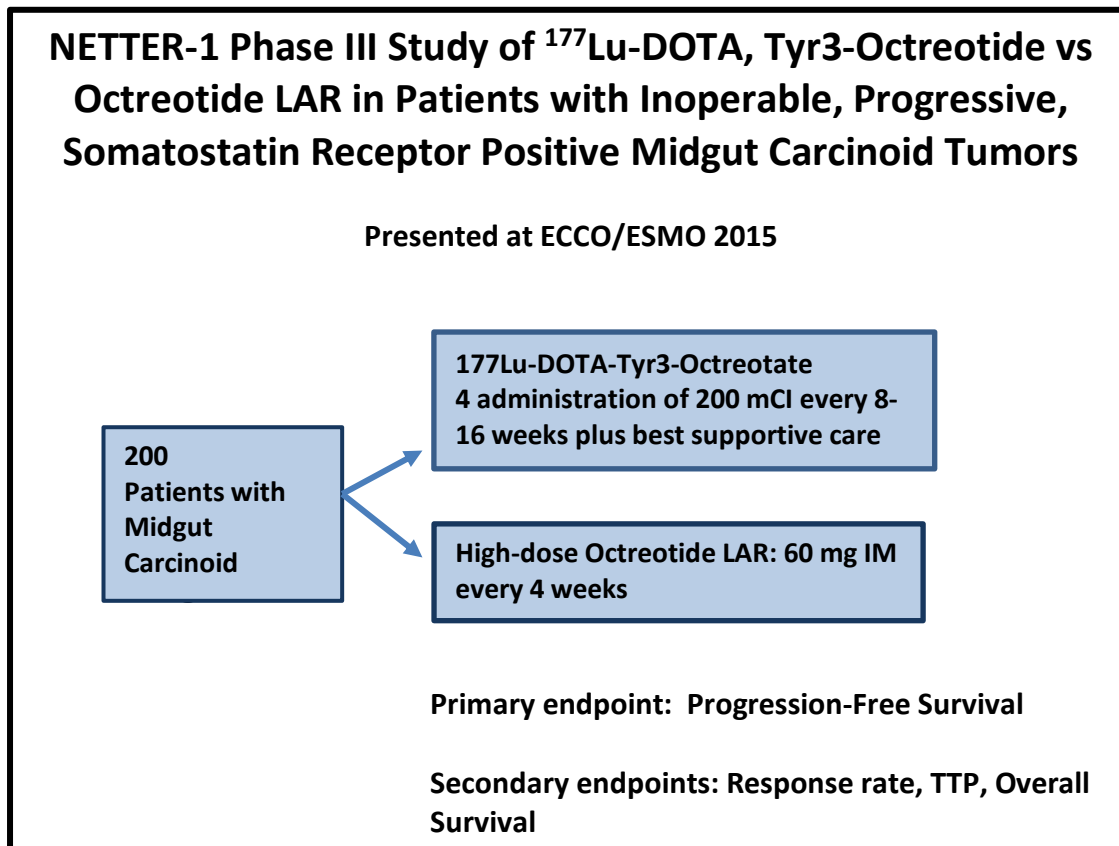 NETTER-1 Phase III Study of ¹⁷⁷Lu-DOTA, Tyr3-Octreotide vs
Octreotide LAR in Patients with Inoperable, Progressive,
Somatostatin Receptor Positive Midgut Carcinoid Tumors
Presented at ECCO/ESMO 2015
177Lu-DOTA-Tyr3-Octreotate
4 administration of 200 mCI every 8-
16 weeks plus best supportive care
200
Patients with
Midgut
Carcinoid
High-dose Octreotide LAR: 60 mg IM
every 4 weeks
Primary endpoint: Progression-Free Survival
Secondary endpoints: Response rate, TTP, Overall
Survival